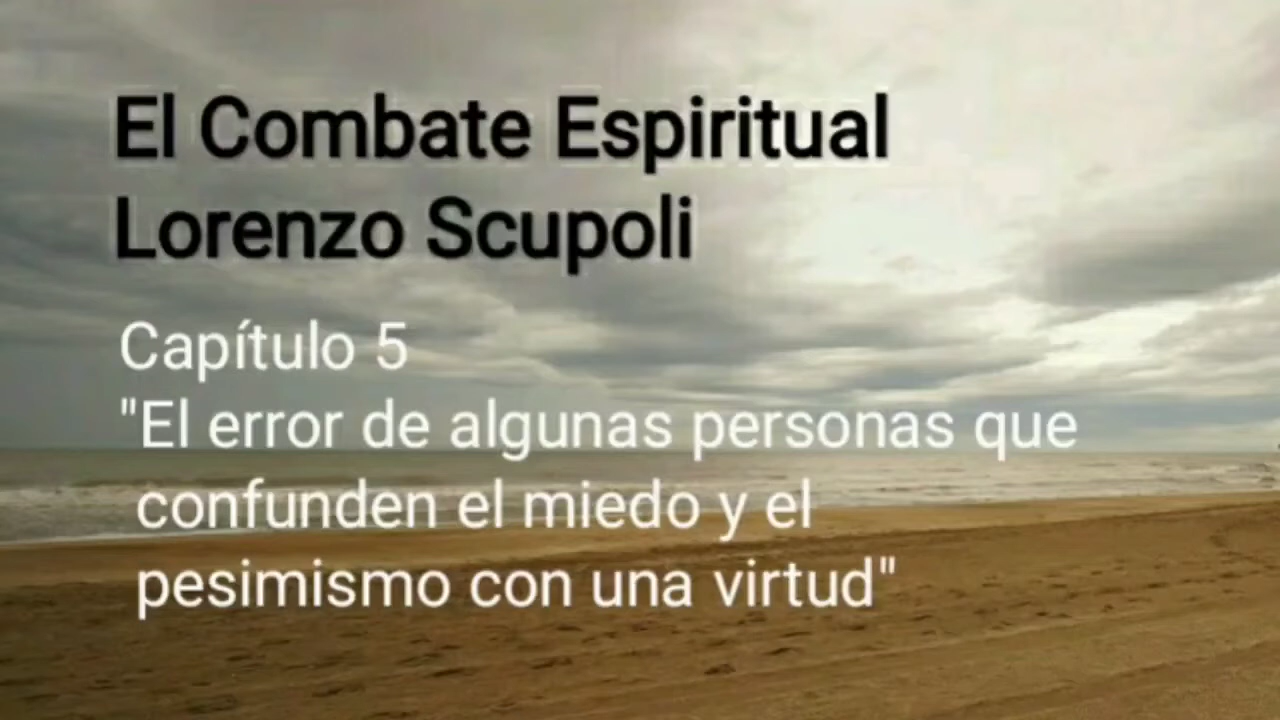 El Combate Espiritual
Lorenzo Scupoli
Capítulo 5
"El error de algunas personas que
confunden el miedo y el
pesimismo con una virtud"